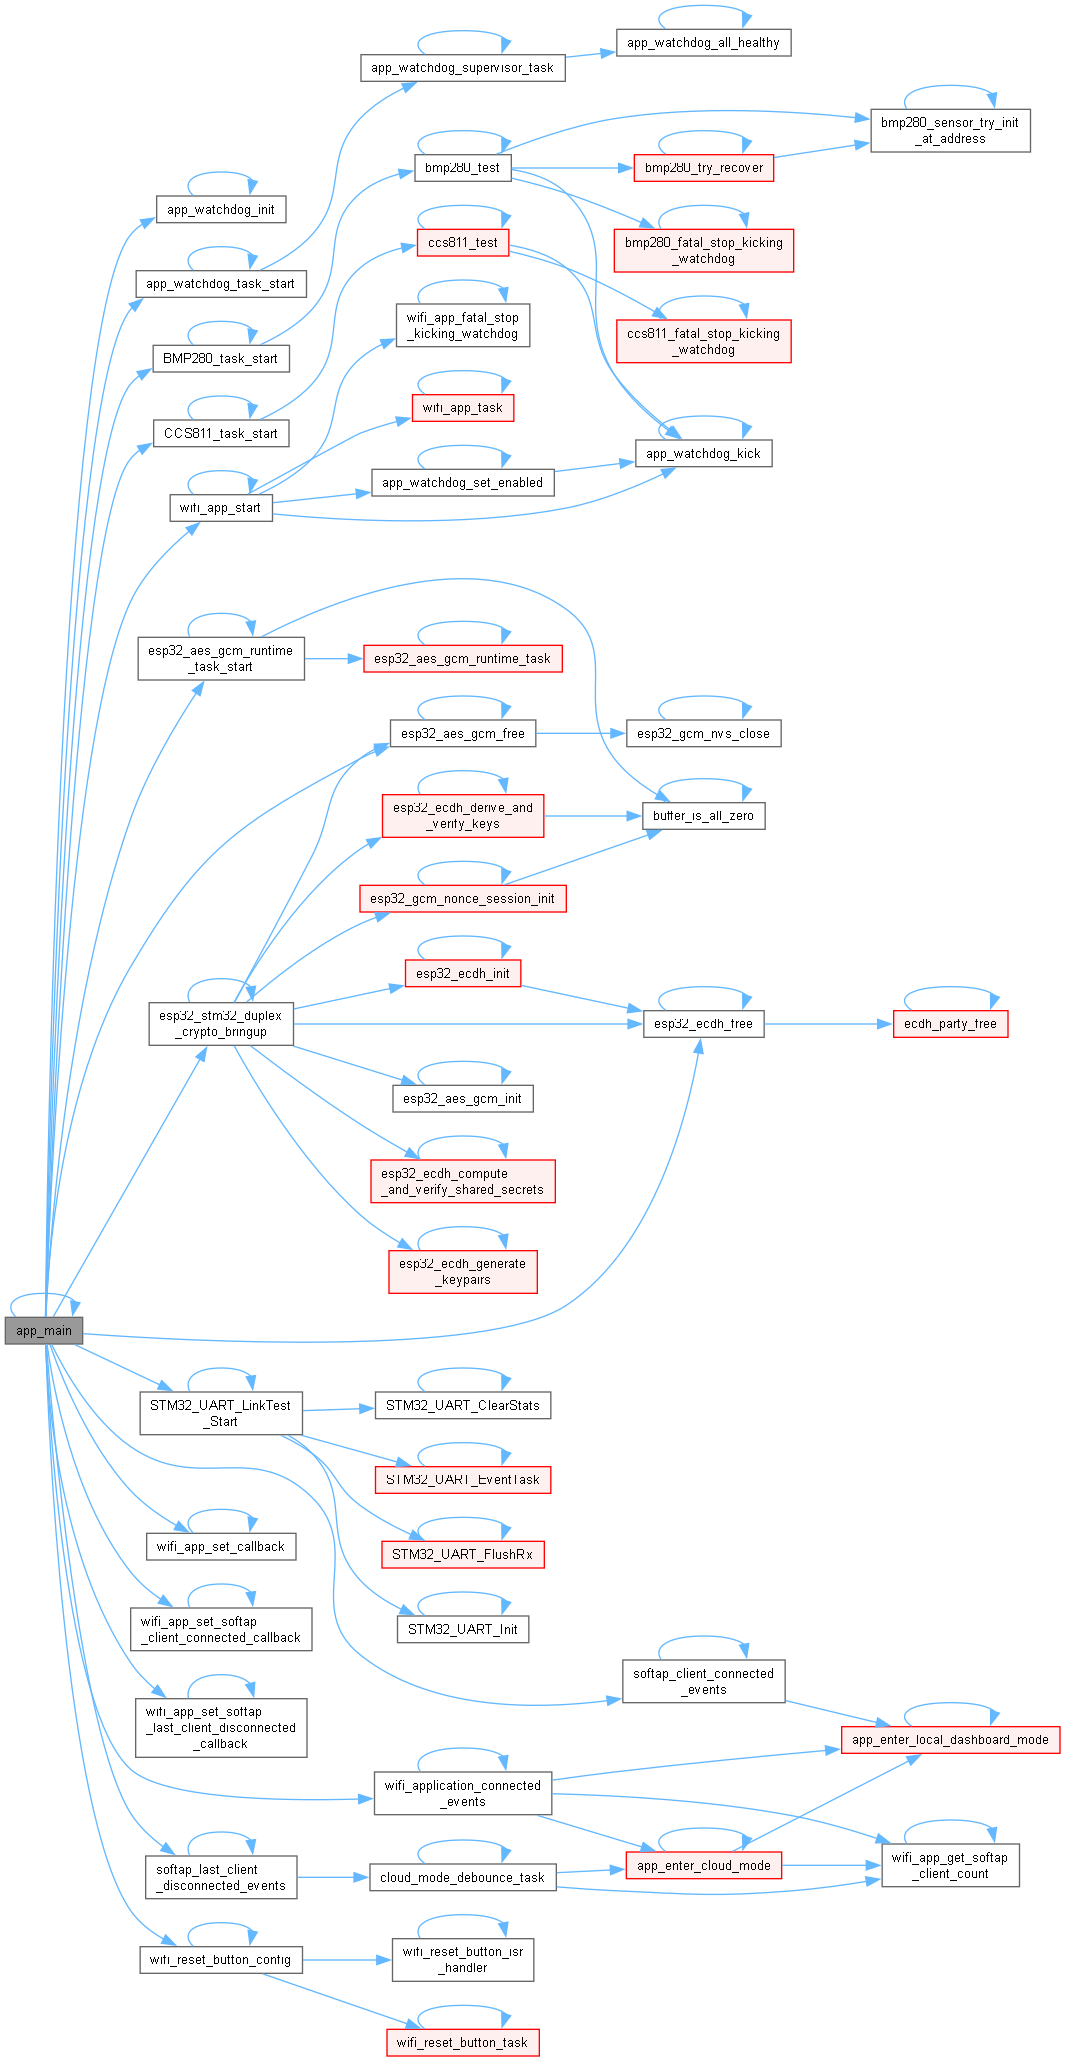 app_watchdog_all_healthy
app_watchdog_supervisor_task
bmp280_sensor_try_init
_at_address
bmp280_test
bmp280_try_recover
app_watchdog_init
ccs811_test
bmp280_fatal_stop_kicking
_watchdog
app_watchdog_task_start
wifi_app_fatal_stop
_kicking_watchdog
ccs811_fatal_stop_kicking
_watchdog
BMP280_task_start
wifi_app_task
CCS811_task_start
app_watchdog_kick
app_watchdog_set_enabled
wifi_app_start
esp32_aes_gcm_runtime
_task_start
esp32_aes_gcm_runtime_task
esp32_aes_gcm_free
esp32_gcm_nvs_close
esp32_ecdh_derive_and
_verify_keys
buffer_is_all_zero
esp32_gcm_nonce_session_init
esp32_ecdh_init
esp32_stm32_duplex
_crypto_bringup
esp32_ecdh_free
ecdh_party_free
esp32_aes_gcm_init
esp32_ecdh_compute
_and_verify_shared_secrets
esp32_ecdh_generate
_keypairs
app_main
STM32_UART_LinkTest
_Start
STM32_UART_ClearStats
STM32_UART_EventTask
wifi_app_set_callback
STM32_UART_FlushRx
wifi_app_set_softap
_client_connected_callback
STM32_UART_Init
softap_client_connected
_events
wifi_app_set_softap
_last_client_disconnected
_callback
app_enter_local_dashboard_mode
wifi_application_connected
_events
softap_last_client
_disconnected_events
cloud_mode_debounce_task
app_enter_cloud_mode
wifi_app_get_softap
_client_count
wifi_reset_button_config
wifi_reset_button_isr
_handler
wifi_reset_button_task